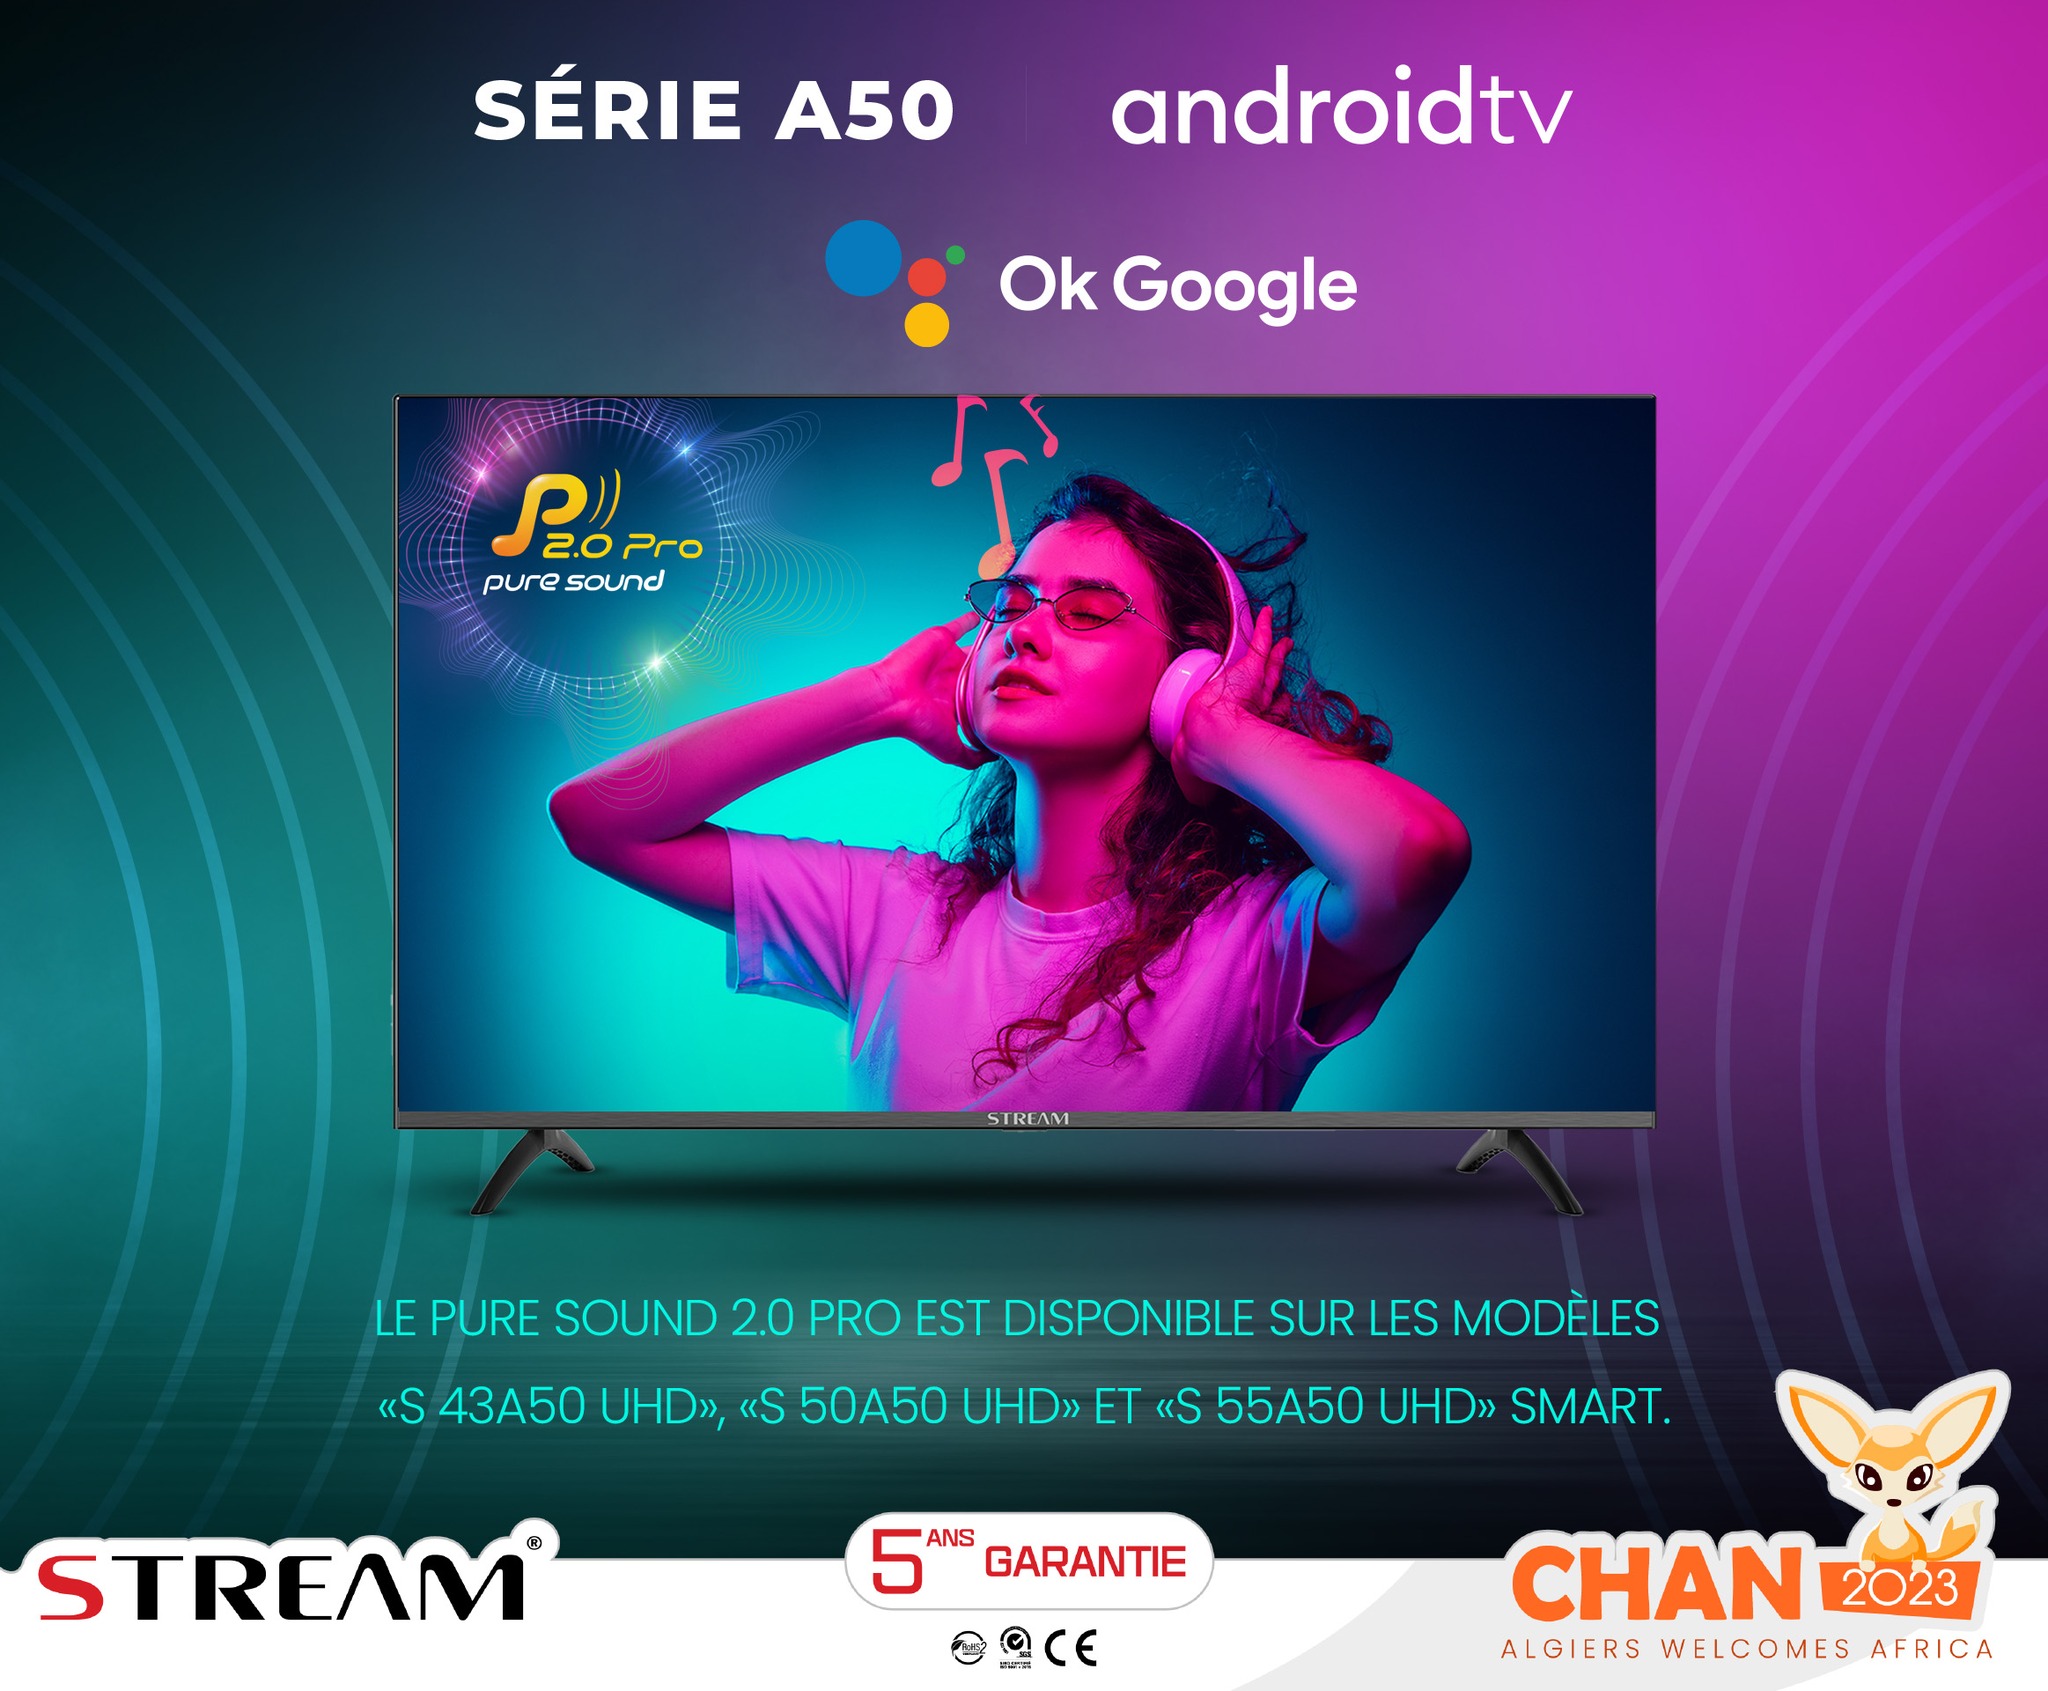 SÉRIE A50
androidtv
Ok Google
2.0 Pro
pure sound
STREAM
LE PURE SOUND 2.0 PRO EST DISPONIBLE SUR LES MODÈLES
«S 43A50 UHD», «S 50A50 UHD» ET «S 55A50 UHD» SMART.
STREAM®
5 ANS GARANTIE
RoHS2
SGS
CE
CHAN 2023
ALGIERS WELCOMES AFRICA